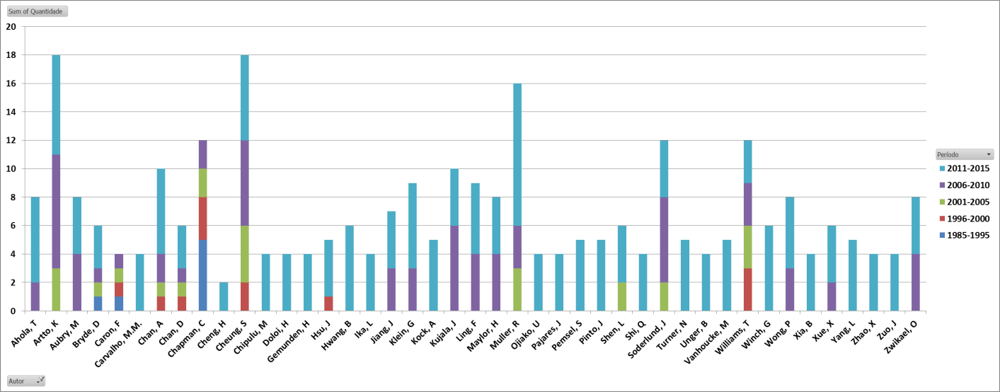 Sum of Quantidade
20
18
16
14
12
10
8
6
4
2
0
Ahola, T
Artto, K
Aubry, M
Bryde, D
Caron, F
Carvalho, M.M.
Chan, A
Chan, D
Chapman, C
Cheng, H
Cheung, S
Chipulu, M
Doloi, H
Gemunden, H
Hsu, J
Hwang, B
Ika, L
Jiang, J
Klein, G
Kock, A
Kujala, J
Ling, F
Maylor, H
Muller, R
Ojiako, U
Pajares, J
Pemsel, S
Pinto, J
Shen, L
Shi, Q
Soderlund, J
Turner, N
Unger, B
Vanhoucke, M
Williams, T
Winch, G
Wong, P
Xia, B
Xue, X
Yang, L
Zhao, X
Zuo, J
Zwikael, O
Período
2011-2015
2006-2010
2001-2005
1996-2000
1985-1995
Autor